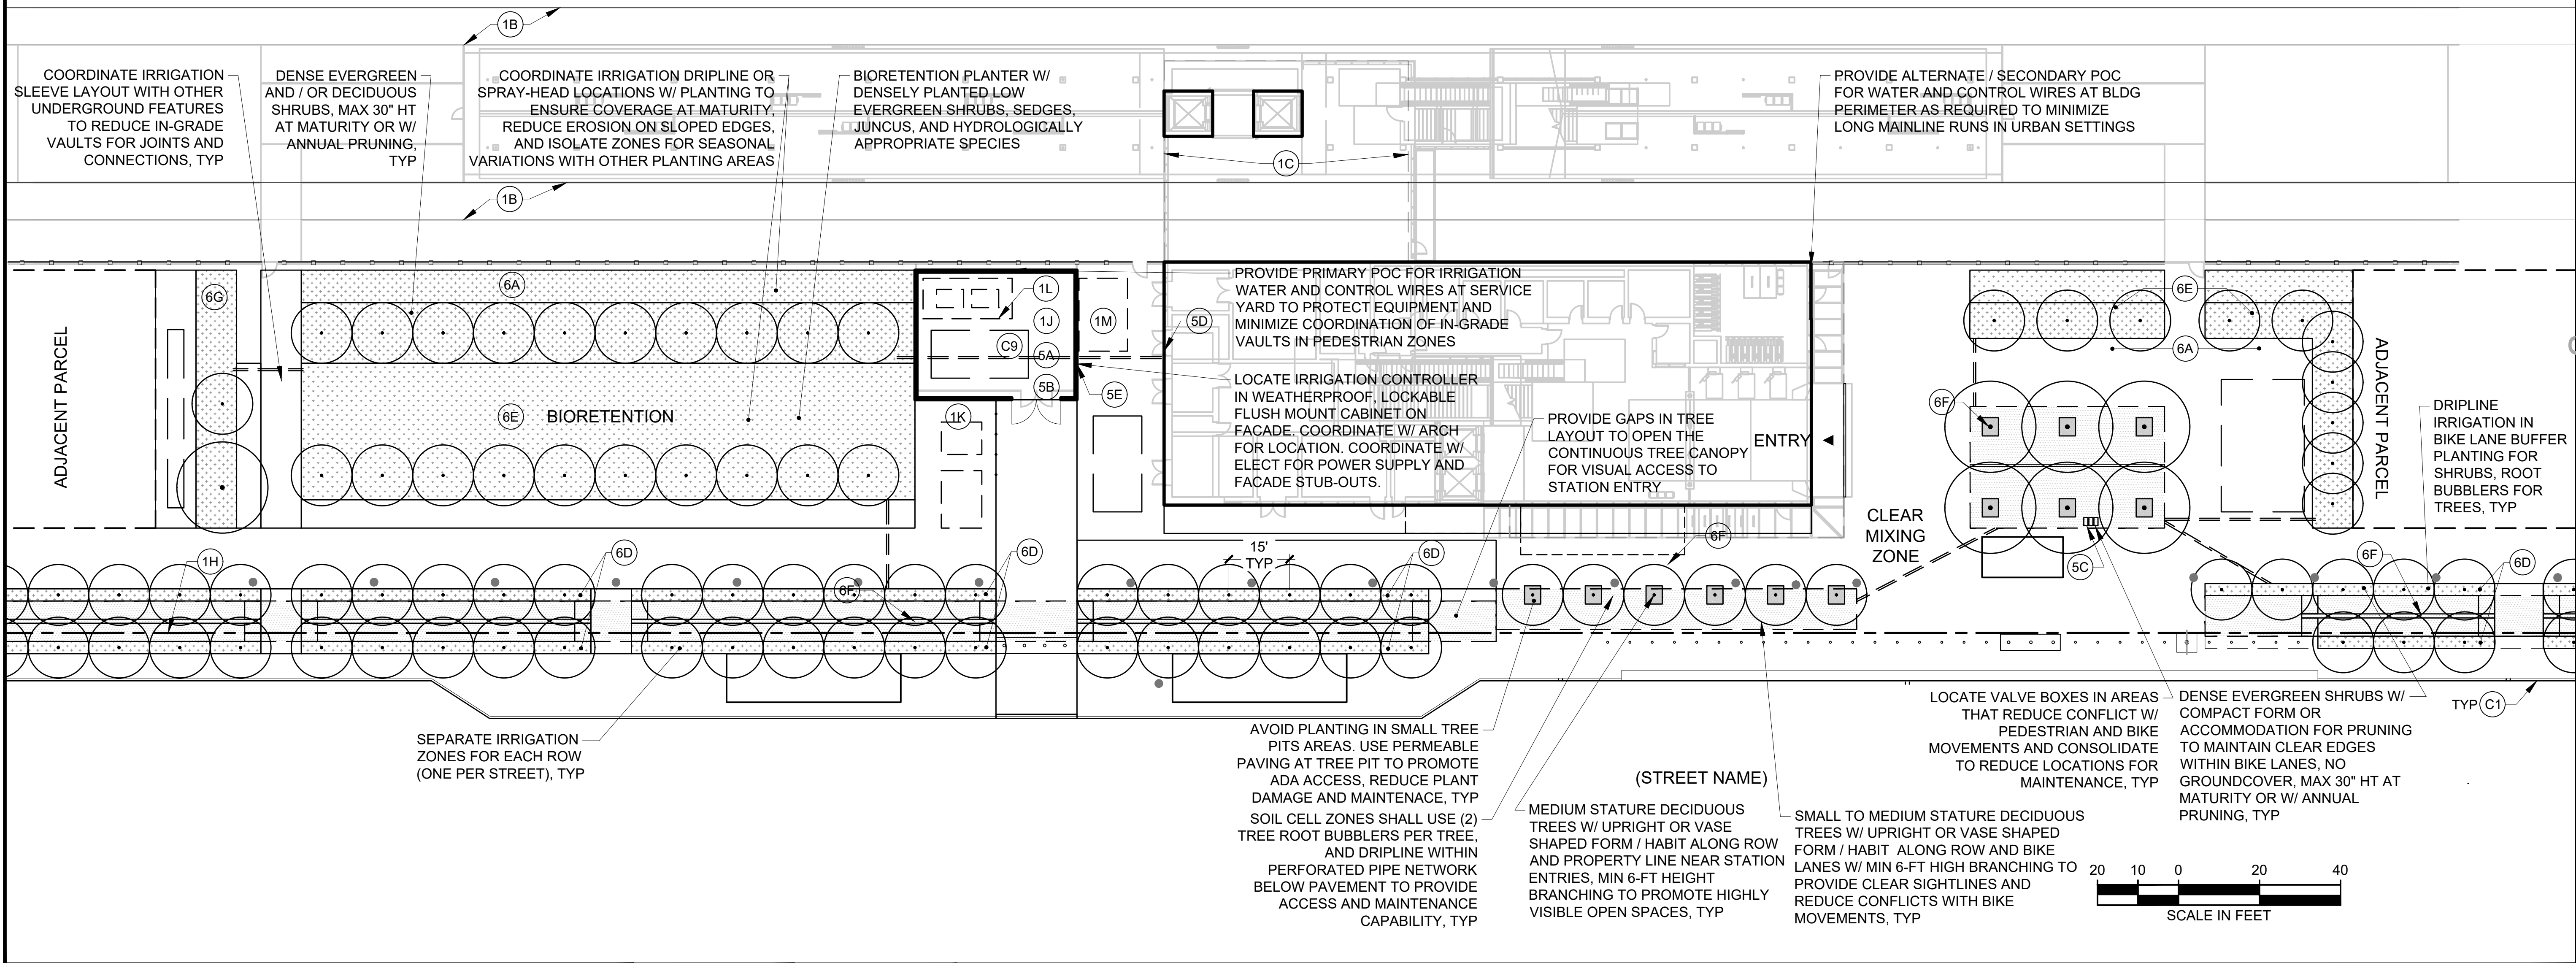 1B
COORDINATE IRRIGATION
SLEEVE LAYOUT WITH OTHER
UNDERGROUND FEATURES
TO REDUCE IN-GRADE
VAULTS FOR JOINTS AND
CONNECTIONS, TYP
DENSE EVERGREEN
AND / OR DECIDUOUS
SHRUBS, MAX 30" HT
AT MATURITY OR W/
ANNUAL PRUNING,
TYP
COORDINATE IRRIGATION DRIPLINE OR
SPRAY-HEAD LOCATIONS W/ PLANTING TO
ENSURE COVERAGE AT MATURITY,
REDUCE EROSION ON SLOPED EDGES,
AND ISOLATE ZONES FOR SEASONAL
VARIATIONS WITH OTHER PLANTING AREAS
BIORETENTION PLANTER W/
DENSELY PLANTED LOW
EVERGREEN SHRUBS, SEDGES,
JUNCUS, AND HYDROLOGICALLY
APPROPRIATE SPECIES
1C
PROVIDE ALTERNATE / SECONDARY POC
FOR WATER AND CONTROL WIRES AT BLDG
PERIMETER AS REQUIRED TO MINIMIZE
LONG MAINLINE RUNS IN URBAN SETTINGS
1B
ADJACENT PARCEL
6G
6A
6E
BIORETENTION
1L
1J
C9
5A
5B
1M
5D
5E
1K
PROVIDE PRIMARY POC FOR IRRIGATION
WATER AND CONTROL WIRES AT SERVICE
YARD TO PROTECT EQUIPMENT AND
MINIMIZE COORDINATION OF IN-GRADE
VAULTS IN PEDESTRIAN ZONES
LOCATE IRRIGATION CONTROLLER
IN WEATHERPROOF, LOCKABLE
FLUSH MOUNT CABINET ON
FACADE. COORDINATE W/ ARCH
FOR LOCATION. COORDINATE W/
ELECT FOR POWER SUPPLY AND
FACADE STUB-OUTS.
PROVIDE GAPS IN TREE
LAYOUT TO OPEN THE
CONTINUOUS TREE CANOPY
FOR VISUAL ACCESS TO
STATION ENTRY
ENTRY
6E
6A
6F
ADJACENT PARCEL
DRIPLINE
IRRIGATION IN
BIKE LANE BUFFER
PLANTING FOR
SHRUBS, ROOT
BUBBLERS FOR
TREES, TYP
CLEAR
MIXING
ZONE
1H
6D
6F
6D
15'
TYP
6D
6F
5C
6F
6D
SEPARATE IRRIGATION
ZONES FOR EACH ROW
(ONE PER STREET), TYP
AVOID PLANTING IN SMALL TREE
PITS AREAS. USE PERMEABLE
PAVING AT TREE PIT TO PROMOTE
ADA ACCESS, REDUCE PLANT
DAMAGE AND MAINTENACE, TYP
SOIL CELL ZONES SHALL USE (2)
TREE ROOT BUBBLERS PER TREE,
AND DRIPLINE WITHIN
PERFORATED PIPE NETWORK
BELOW PAVEMENT TO PROVIDE
ACCESS AND MAINTENANCE
CAPABILITY, TYP
(STREET NAME)
MEDIUM STATURE DECIDUOUS
TREES W/ UPRIGHT OR VASE
SHAPED FORM / HABIT ALONG ROW
AND PROPERTY LINE NEAR STATION
ENTRIES, MIN 6-FT HEIGHT
BRANCHING TO PROMOTE HIGHLY
VISIBLE OPEN SPACES, TYP
SMALL TO MEDIUM STATURE DECIDUOUS
TREES W/ UPRIGHT OR VASE SHAPED
FORM / HABIT ALONG ROW AND BIKE
LANES W/ MIN 6-FT HIGH BRANCHING TO
PROVIDE CLEAR SIGHTLINES AND
REDUCE CONFLICTS WITH BIKE
MOVEMENTS, TYP
LOCATE VALVE BOXES IN AREAS
THAT REDUCE CONFLICT W/
PEDESTRIAN AND BIKE
MOVEMENTS AND CONSOLIDATE
TO REDUCE LOCATIONS FOR
MAINTENANCE, TYP
DENSE EVERGREEN SHRUBS W/
COMPACT FORM OR
ACCOMMODATION FOR PRUNING
TO MAINTAIN CLEAR EDGES
WITHIN BIKE LANES, NO
GROUNDCOVER, MAX 30" HT AT
MATURITY OR W/ ANNUAL
PRUNING, TYP
TYP C1
20 10 0 20 40
SCALE IN FEET